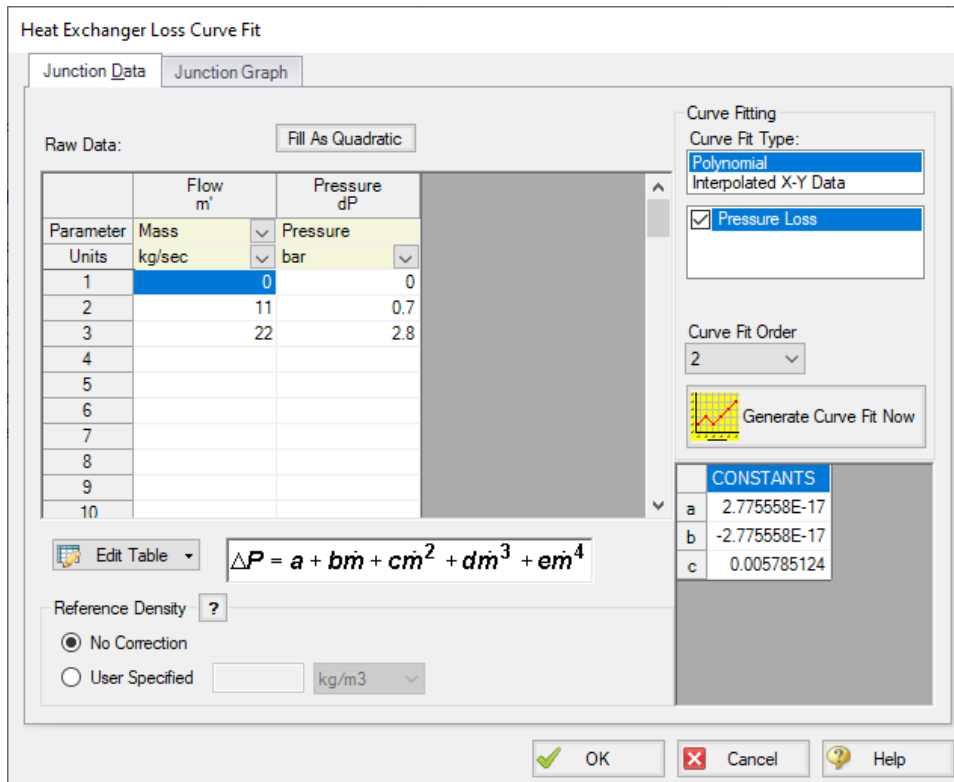 Heat Exchanger Loss Curve Fit
Junction Data
Junction Graph
Raw Data:
Fill As Quadratic
Flow
m'
Pressure
dP
Parameter Mass Pressure
Units kg/sec bar
1 0 0
2 11 0.7
3 22 2.8
4
5
6
7
8
9
10
Edit Table
ΔP = a + bṁ + cṁ² + dṁ³ + eṁ⁴
Reference Density ?
No Correction
User Specified kg/m3
Curve Fitting
Curve Fit Type:
Polynomial
Interpolated X-Y Data
Pressure Loss
Curve Fit Order
2
Generate Curve Fit Now
CONSTANTS
a 2.775558E-17
b -2.775558E-17
c 0.005785124
OK
Cancel
Help